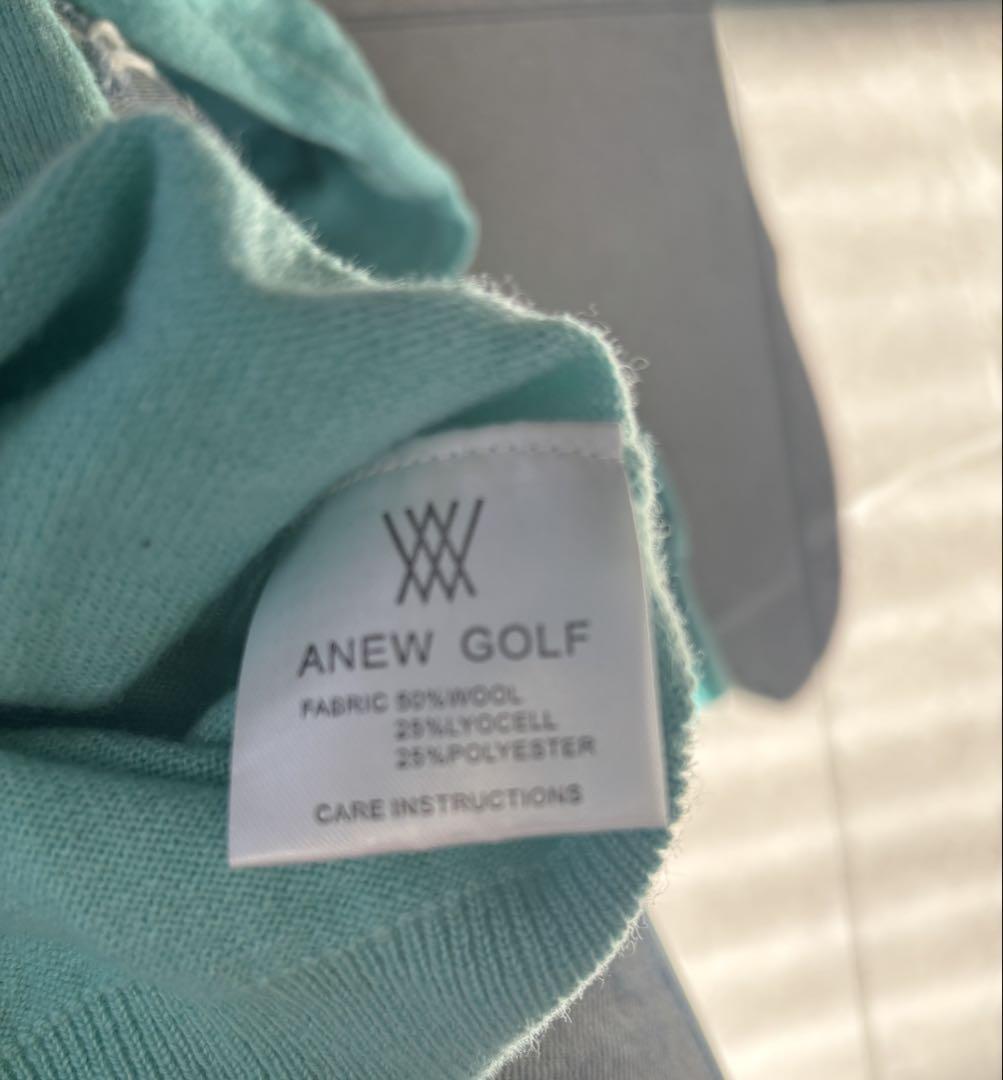 ANEW GOLF
FABRIC 50%WOOL
25%LYOCELL
25%POLYESTER
CARE INSTRUCTIONS